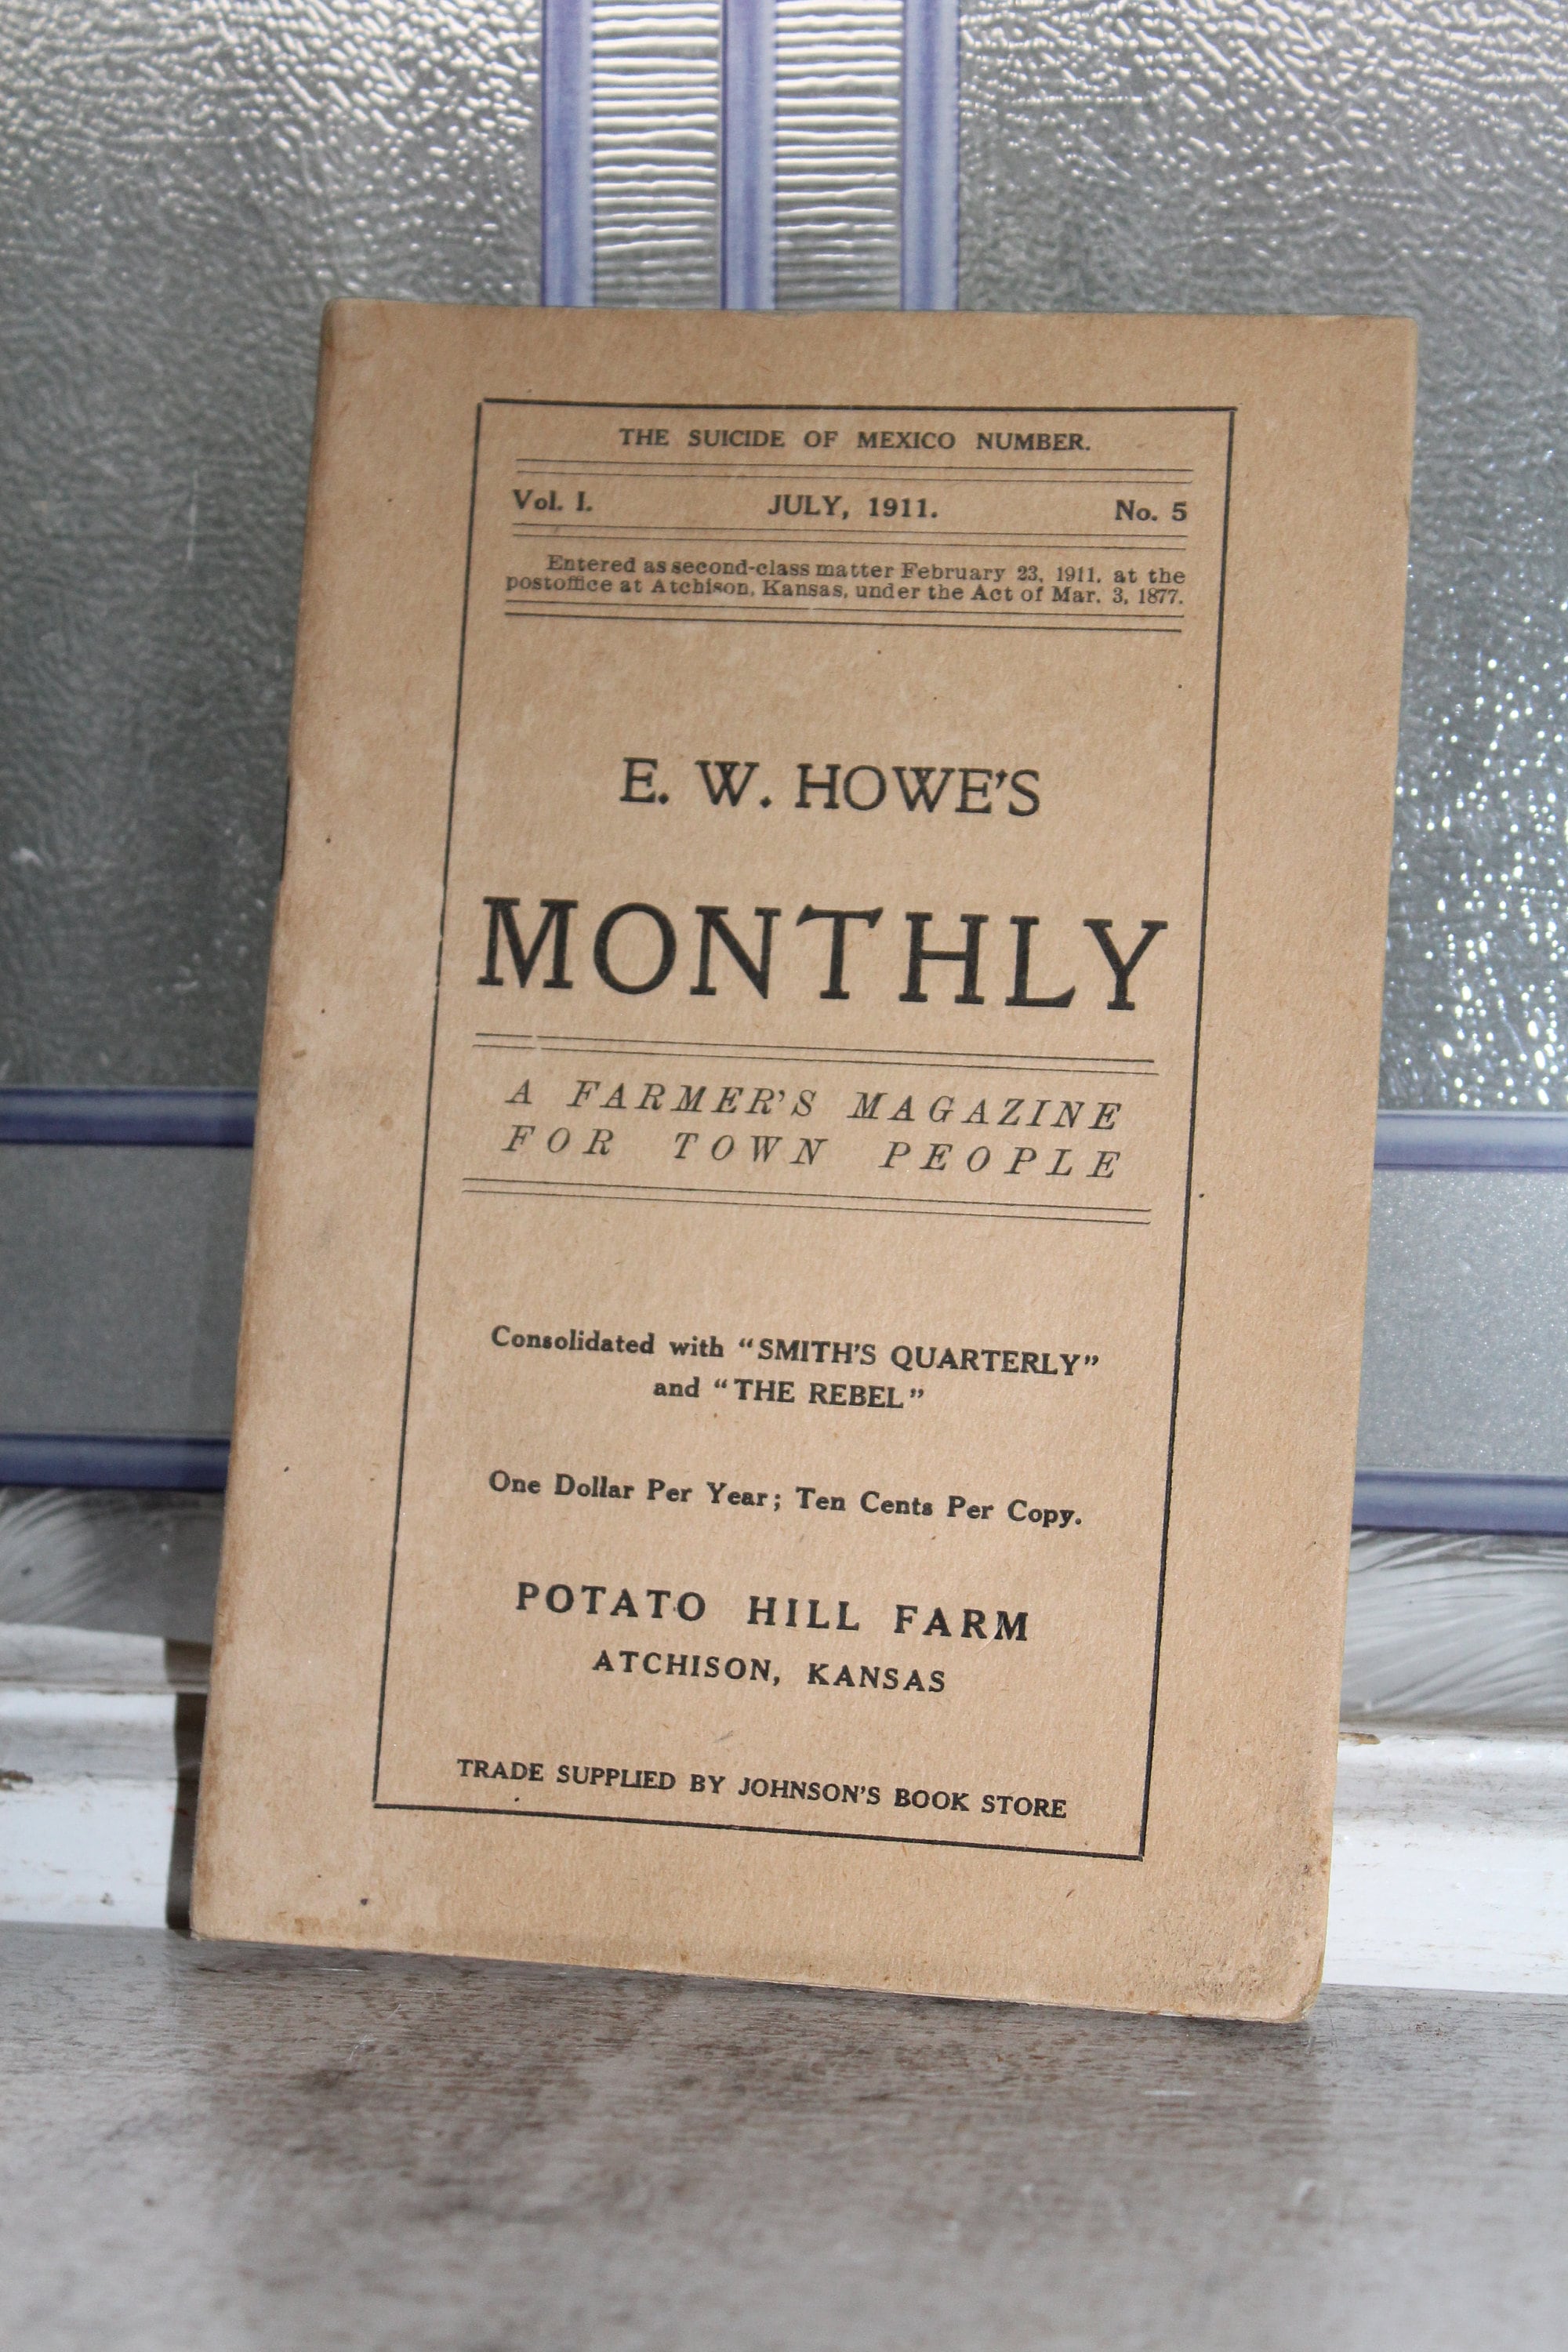 THE SUICIDE OF MEXICO NUMBER.
Vol. I. JULY, 1911. No. 5
Entered as second-class matter February 23, 1911, at the
postoffice at Atchison, Kansas, under the Act of Mar. 3, 1877.
E. W. HOWE'S
MONTHLY
A FARMER'S MAGAZINE
FOR TOWN PEOPLE
Consolidated with "SMITH'S QUARTERLY"
and "THE REBEL"
One Dollar Per Year; Ten Cents Per Copy.
POTATO HILL FARM
ATCHISON, KANSAS
TRADE SUPPLIED BY JOHNSON'S BOOK STORE